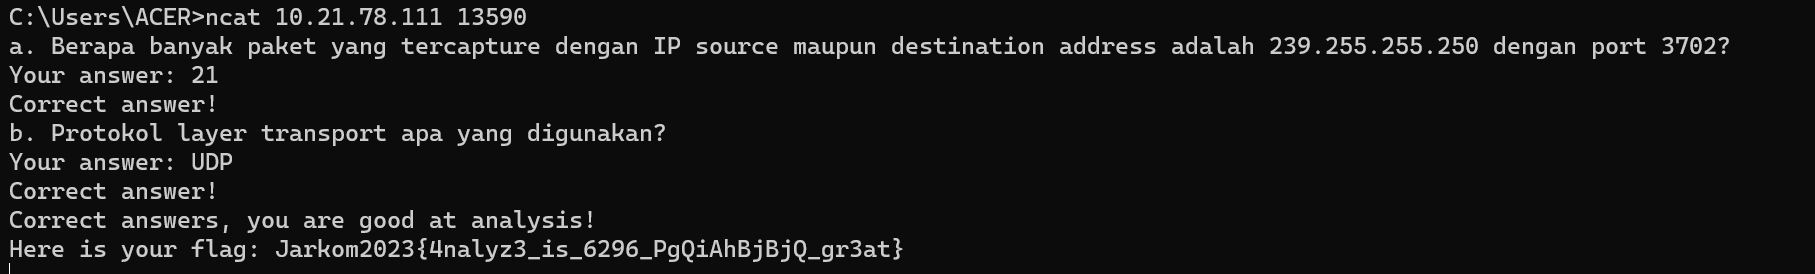 C:\Users\ACER>ncat 10.21.78.111 13590
a. Berapa banyak paket yang tercapture dengan IP source maupun destination address adalah 239.255.255.250 dengan port 3702?
Your answer: 21
Correct answer!
b. Protokol layer transport apa yang digunakan?
Your answer: UDP
Correct answer!
Correct answers, you are good at analysis!
Here is your flag: Jarkom2023{4nalyz3_is_6296_PgQiAhBjBjQ_gr3at}